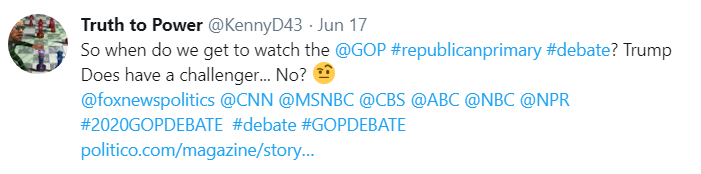 Truth to Power @KennyD43 · Jun 17
So when do we get to watch the @GOP #republicanprimary #debate? Trump
Does have a challenger... No? 🤨
@foxnewspolitics @CNN @MSNBC @CBS @ABC @NBC @NPR
#2020GOPDEBATE #debate #GOPDEBATE
politico.com/magazine/story...